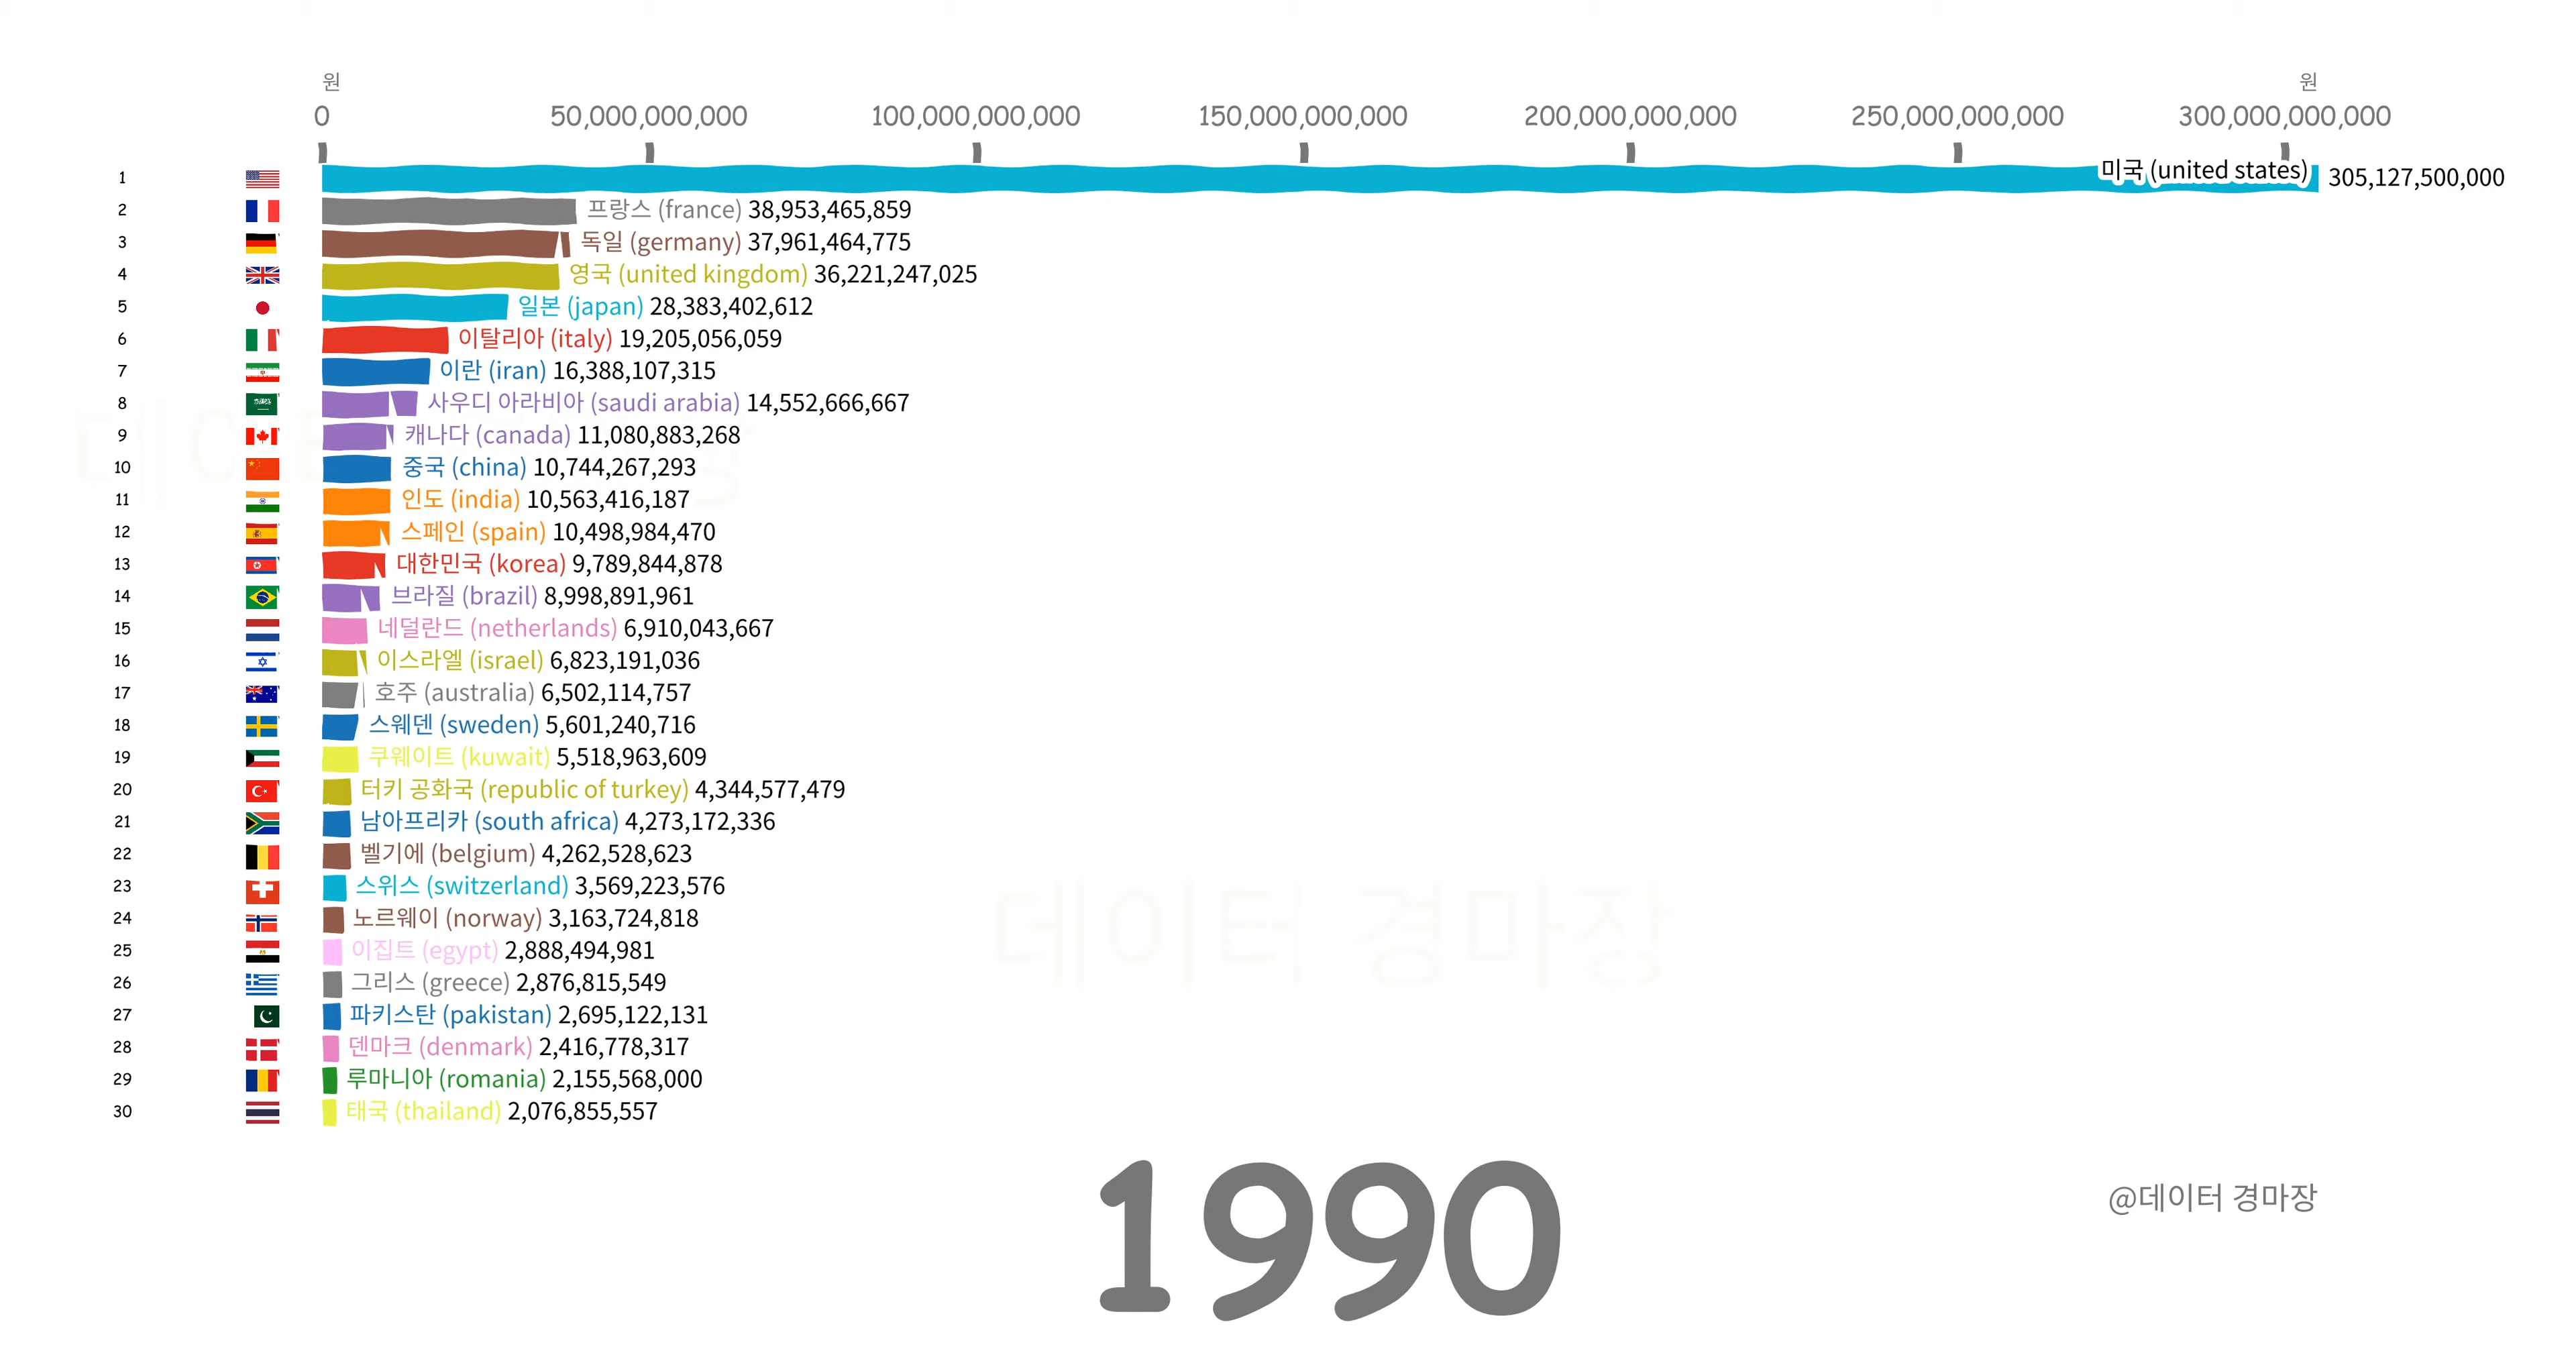 원 원
0 50,000,000,000 100,000,000,000 150,000,000,000 200,000,000,000 250,000,000,000 300,000,000,000
1 미국 (united states) 305,127,500,000
2 프랑스 (france) 38,953,465,859
3 독일 (germany) 37,961,464,775
4 영국 (united kingdom) 36,221,247,025
5 일본 (japan) 28,383,402,612
6 이탈리아 (italy) 19,205,056,059
7 이란 (iran) 16,388,107,315
8 사우디 아라비아 (saudi arabia) 14,552,666,667
9 캐나다 (canada) 11,080,883,268
10 중국 (china) 10,744,267,293
11 인도 (india) 10,563,416,187
12 스페인 (spain) 10,498,984,470
13 대한민국 (korea) 9,789,844,878
14 브라질 (brazil) 8,998,891,961
15 네덜란드 (netherlands) 6,910,043,667
16 이스라엘 (israel) 6,823,191,036
17 호주 (australia) 6,502,114,757
18 스웨덴 (sweden) 5,601,240,716
19 쿠웨이트 (kuwait) 5,518,963,609
20 터키 공화국 (republic of turkey) 4,344,577,479
21 남아프리카 (south africa) 4,273,172,336
22 벨기에 (belgium) 4,262,528,623
23 스위스 (switzerland) 3,569,223,576
24 노르웨이 (norway) 3,163,724,818
25 이집트 (egypt) 2,888,494,981
26 그리스 (greece) 2,876,815,549
27 파키스탄 (pakistan) 2,695,122,131
28 덴마크 (denmark) 2,416,778,317
29 루마니아 (romania) 2,155,568,000
30 태국 (thailand) 2,076,855,557
데이터 경마장
1990
@데이터 경마장